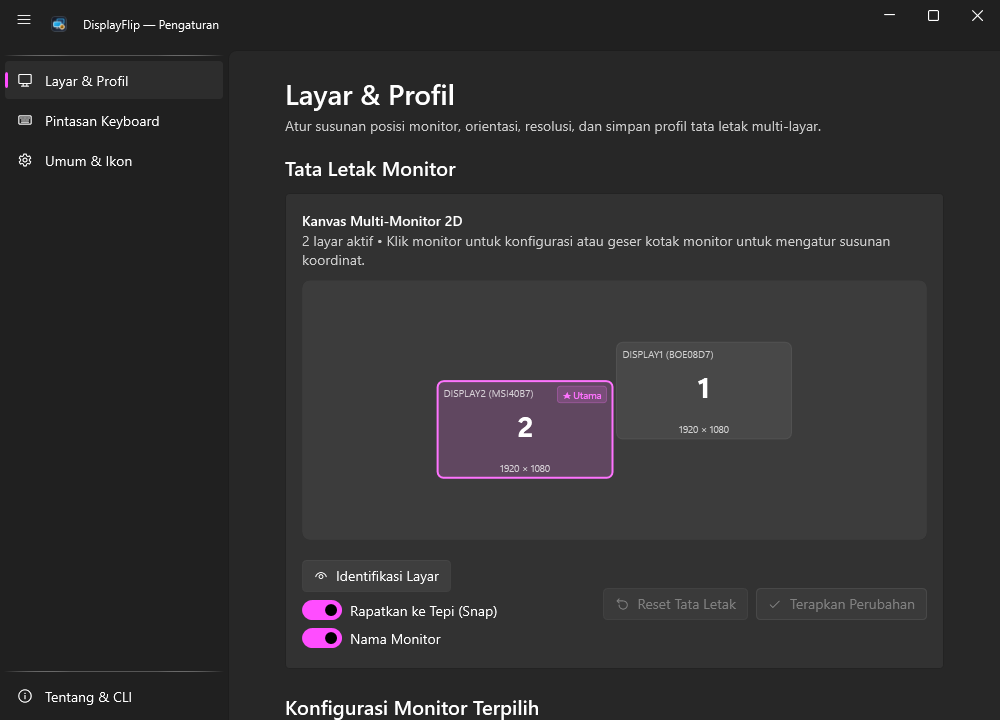 DisplayFlip — Pengaturan
Layar & Profil
Pintasan Keyboard
Umum & Ikon
Tentang & CLI
Layar & Profil
Atur susunan posisi monitor, orientasi, resolusi, dan simpan profil tata letak multi-layar.
Tata Letak Monitor
Kanvas Multi-Monitor 2D
2 layar aktif • Klik monitor untuk konfigurasi atau geser kotak monitor untuk mengatur susunan
koordinat.
DISPLAY2 (MSI40B7)
★ Utama
2
1920 × 1080
DISPLAY1 (BOE08D7)
1
1920 × 1080
Identifikasi Layar
Rapatkan ke Tepi (Snap)
Nama Monitor
Reset Tata Letak
Terapkan Perubahan
Konfigurasi Monitor Terpilih